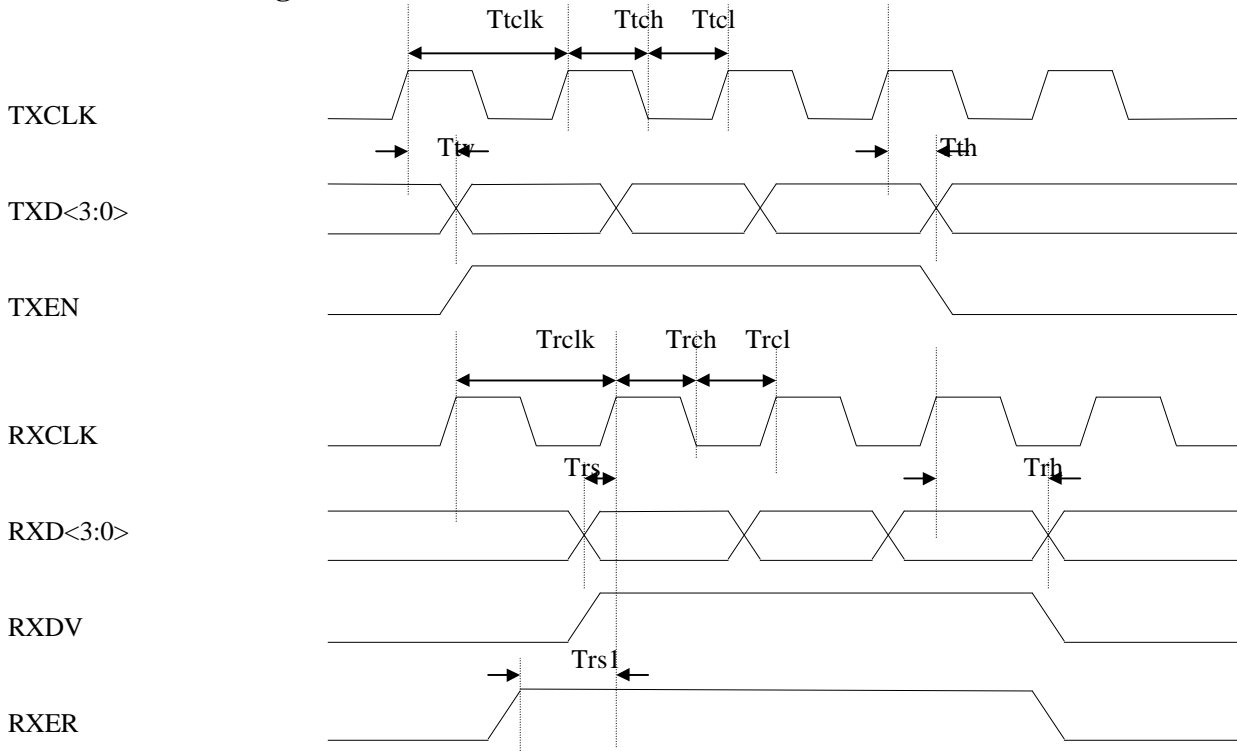 Ttclk Ttch Ttcl
TXCLK
Ttv Tth
TXD<3:0>
TXEN
Trclk Trch Trcl
RXCLK
Trs Trh
RXD<3:0>
RXDV
Trs1
RXER